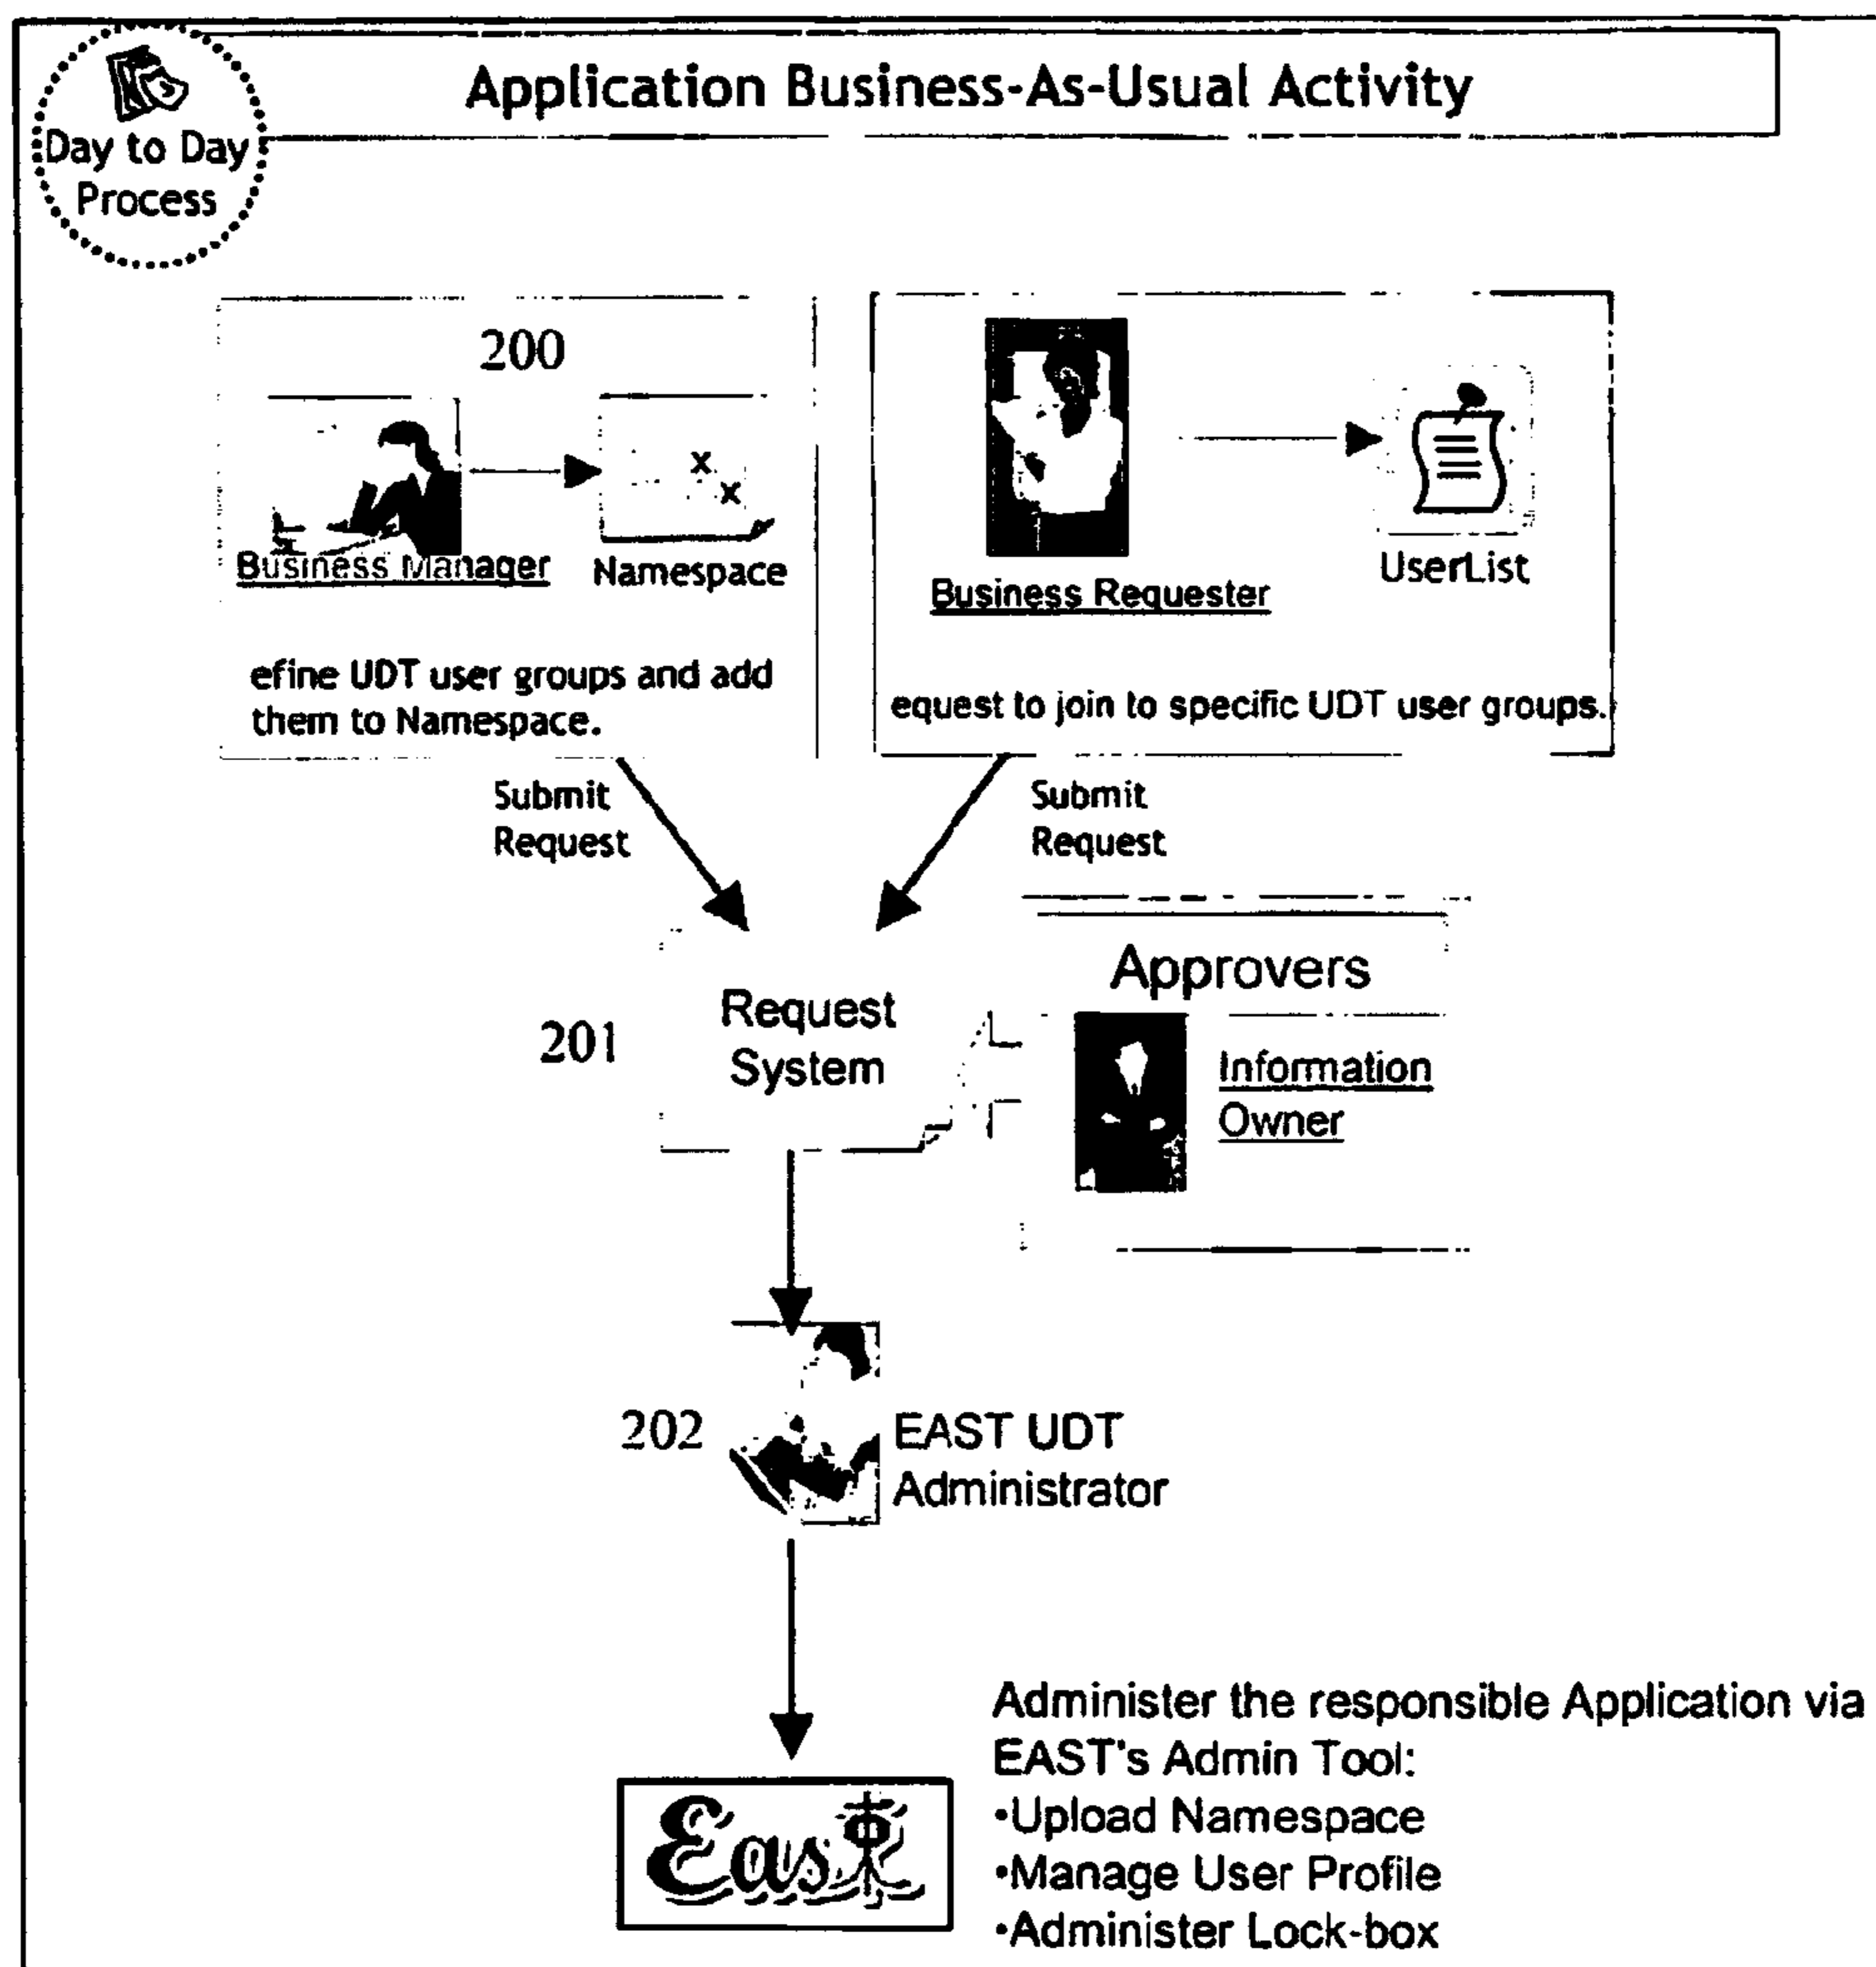 Application Business-As-Usual Activity
Day to Day
Process
200
Business Manager
Namespace
efine UDT user groups and add
them to Namespace.
Business Requester
UserList
equest to join to specific UDT user groups.
Submit
Request
Submit
Request
201
Request
System
Approvers
Information
Owner
202
EAST UDT
Administrator
East
Administer the responsible Application via
EAST's Admin Tool:
•Upload Namespace
•Manage User Profile
•Administer Lock-box